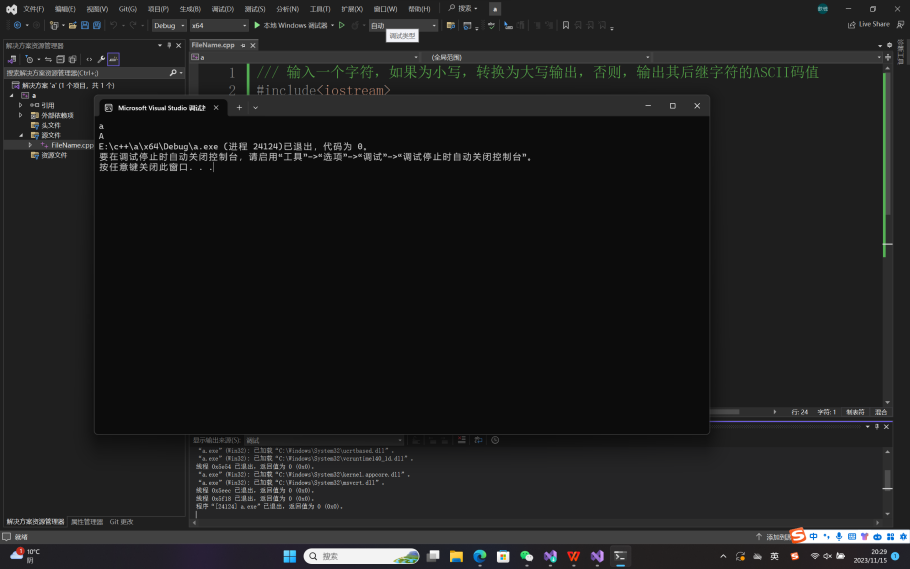 文件(F) 编辑(E) 视图(V) Git(G) 项目(P) 生成(B) 调试(D) 测试(S) 分析(N) 工具(T) 扩展(X) 窗口(W) 帮助(H) 搜索 a
Debug x64 本地 Windows 调试器 自动 Live Share
调试类型
解决方案资源管理器
搜索解决方案资源管理器(Ctrl+;)
解决方案 'a' (1 个项目, 共 1 个)
a
引用
外部依赖项
头文件
源文件
FileName.cpp
资源文件
FileName.cpp
a (全局范围)
1 /// 输入一个字符, 如果为小写, 转换为大写输出, 否则, 输出其后继字符的ASCII码值
2 #include<iostream>
Microsoft Visual Studio 调试
a
A
E:\c++\a\x64\Debug\a.exe (进程 24124)已退出, 代码为 0。
要在调试停止时自动关闭控制台, 请启用“工具”->“选项”->“调试”->“调试停止时自动关闭控制台”。
按任意键关闭此窗口. . .
行: 24 字符: 1 制表符 混合
显示输出来源(S): 调试
“a.exe”(Win32): 已加载“C:\Windows\System32\ucrtbased.dll”。
“a.exe”(Win32): 已加载“C:\Windows\System32\vcruntime140_1d.dll”。
线程 0x5e54 已退出, 返回值为 0 (0x0)。
“a.exe”(Win32): 已加载“C:\Windows\System32\kernel.appcore.dll”。
“a.exe”(Win32): 已加载“C:\Windows\System32\msvcrt.dll”。
线程 0x5eec 已退出, 返回值为 0 (0x0)。
线程 0x5f18 已退出, 返回值为 0 (0x0)。
程序“[24124] a.exe”已退出, 返回值为 0 (0x0)。
解决方案资源管理器 属性管理器 Git 更改
就绪
添加到源
中
10°C
阴
搜索
英
20:29
2023/11/15